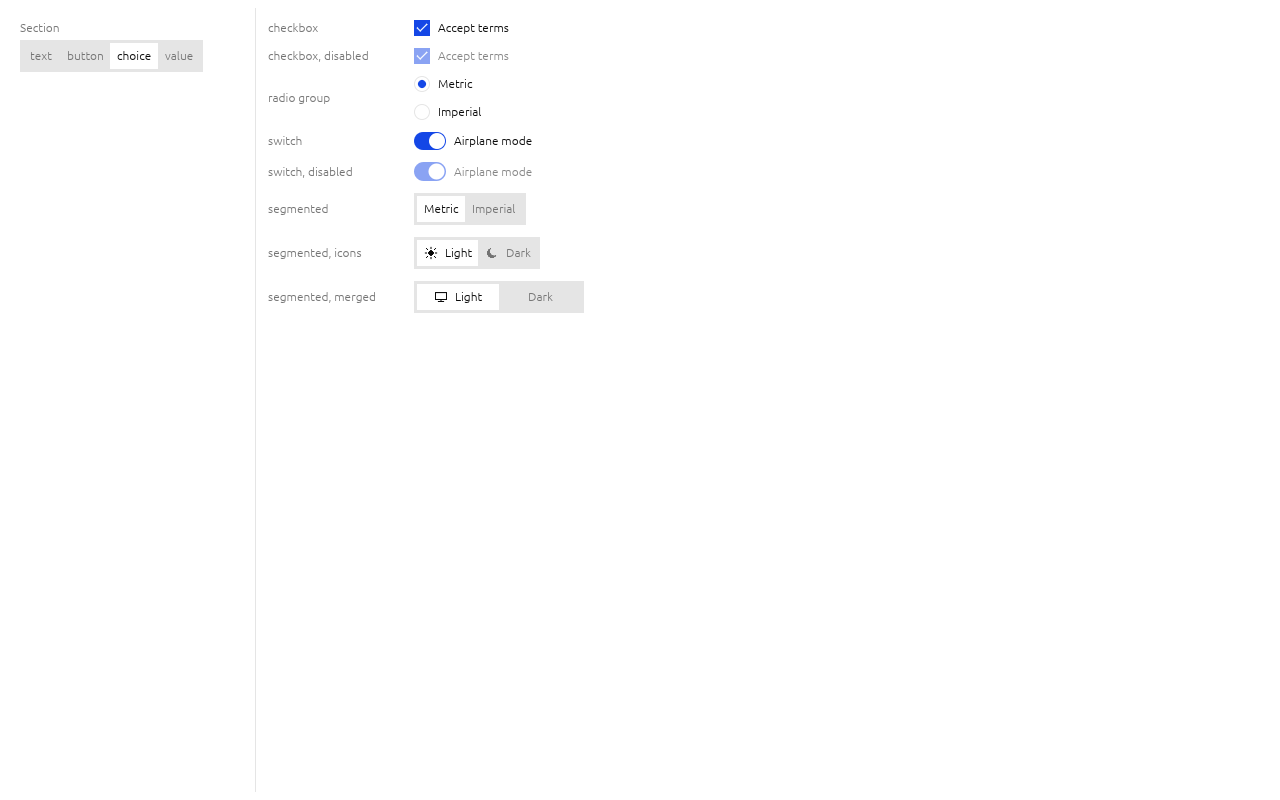 Section
text button choice value
checkbox Accept terms
checkbox, disabled Accept terms
radio group
Metric
Imperial
switch Airplane mode
switch, disabled Airplane mode
segmented Metric Imperial
segmented, icons Light Dark
segmented, merged Light Dark